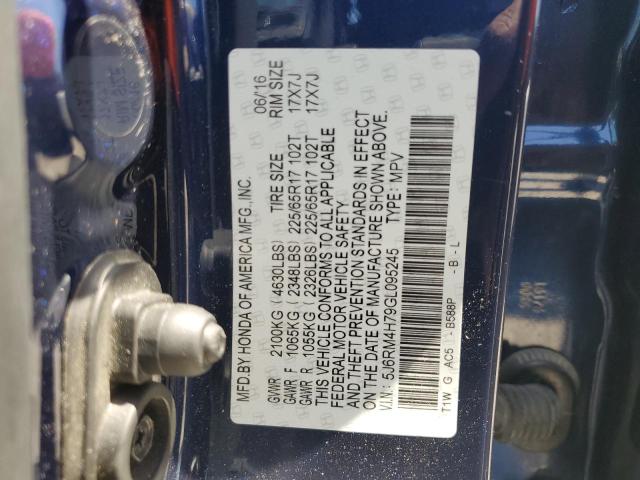 MFD.BY HONDA OF AMERICA MFG.,INC. 06/16
GVWR 2100KG ( 4630LBS) TIRE SIZE RIM SIZE
GAWR F 1065KG ( 2348LBS) 225/65R17 102T 17X7J
GAWR R 1055KG ( 2326LBS) 225/65R17 102T 17X7J
THIS VEHICLE CONFORMS TO ALL APPLICABLE
FEDERAL MOTOR VEHICLE SAFETY
AND THEFT PREVENTION STANDARDS IN EFFECT
ON THE DATE OF MANUFACTURE SHOWN ABOVE.
V.I.N.: 5J6RM4H79GL095245 TYPE: MPV
T1W G AC5 B588P - B - L